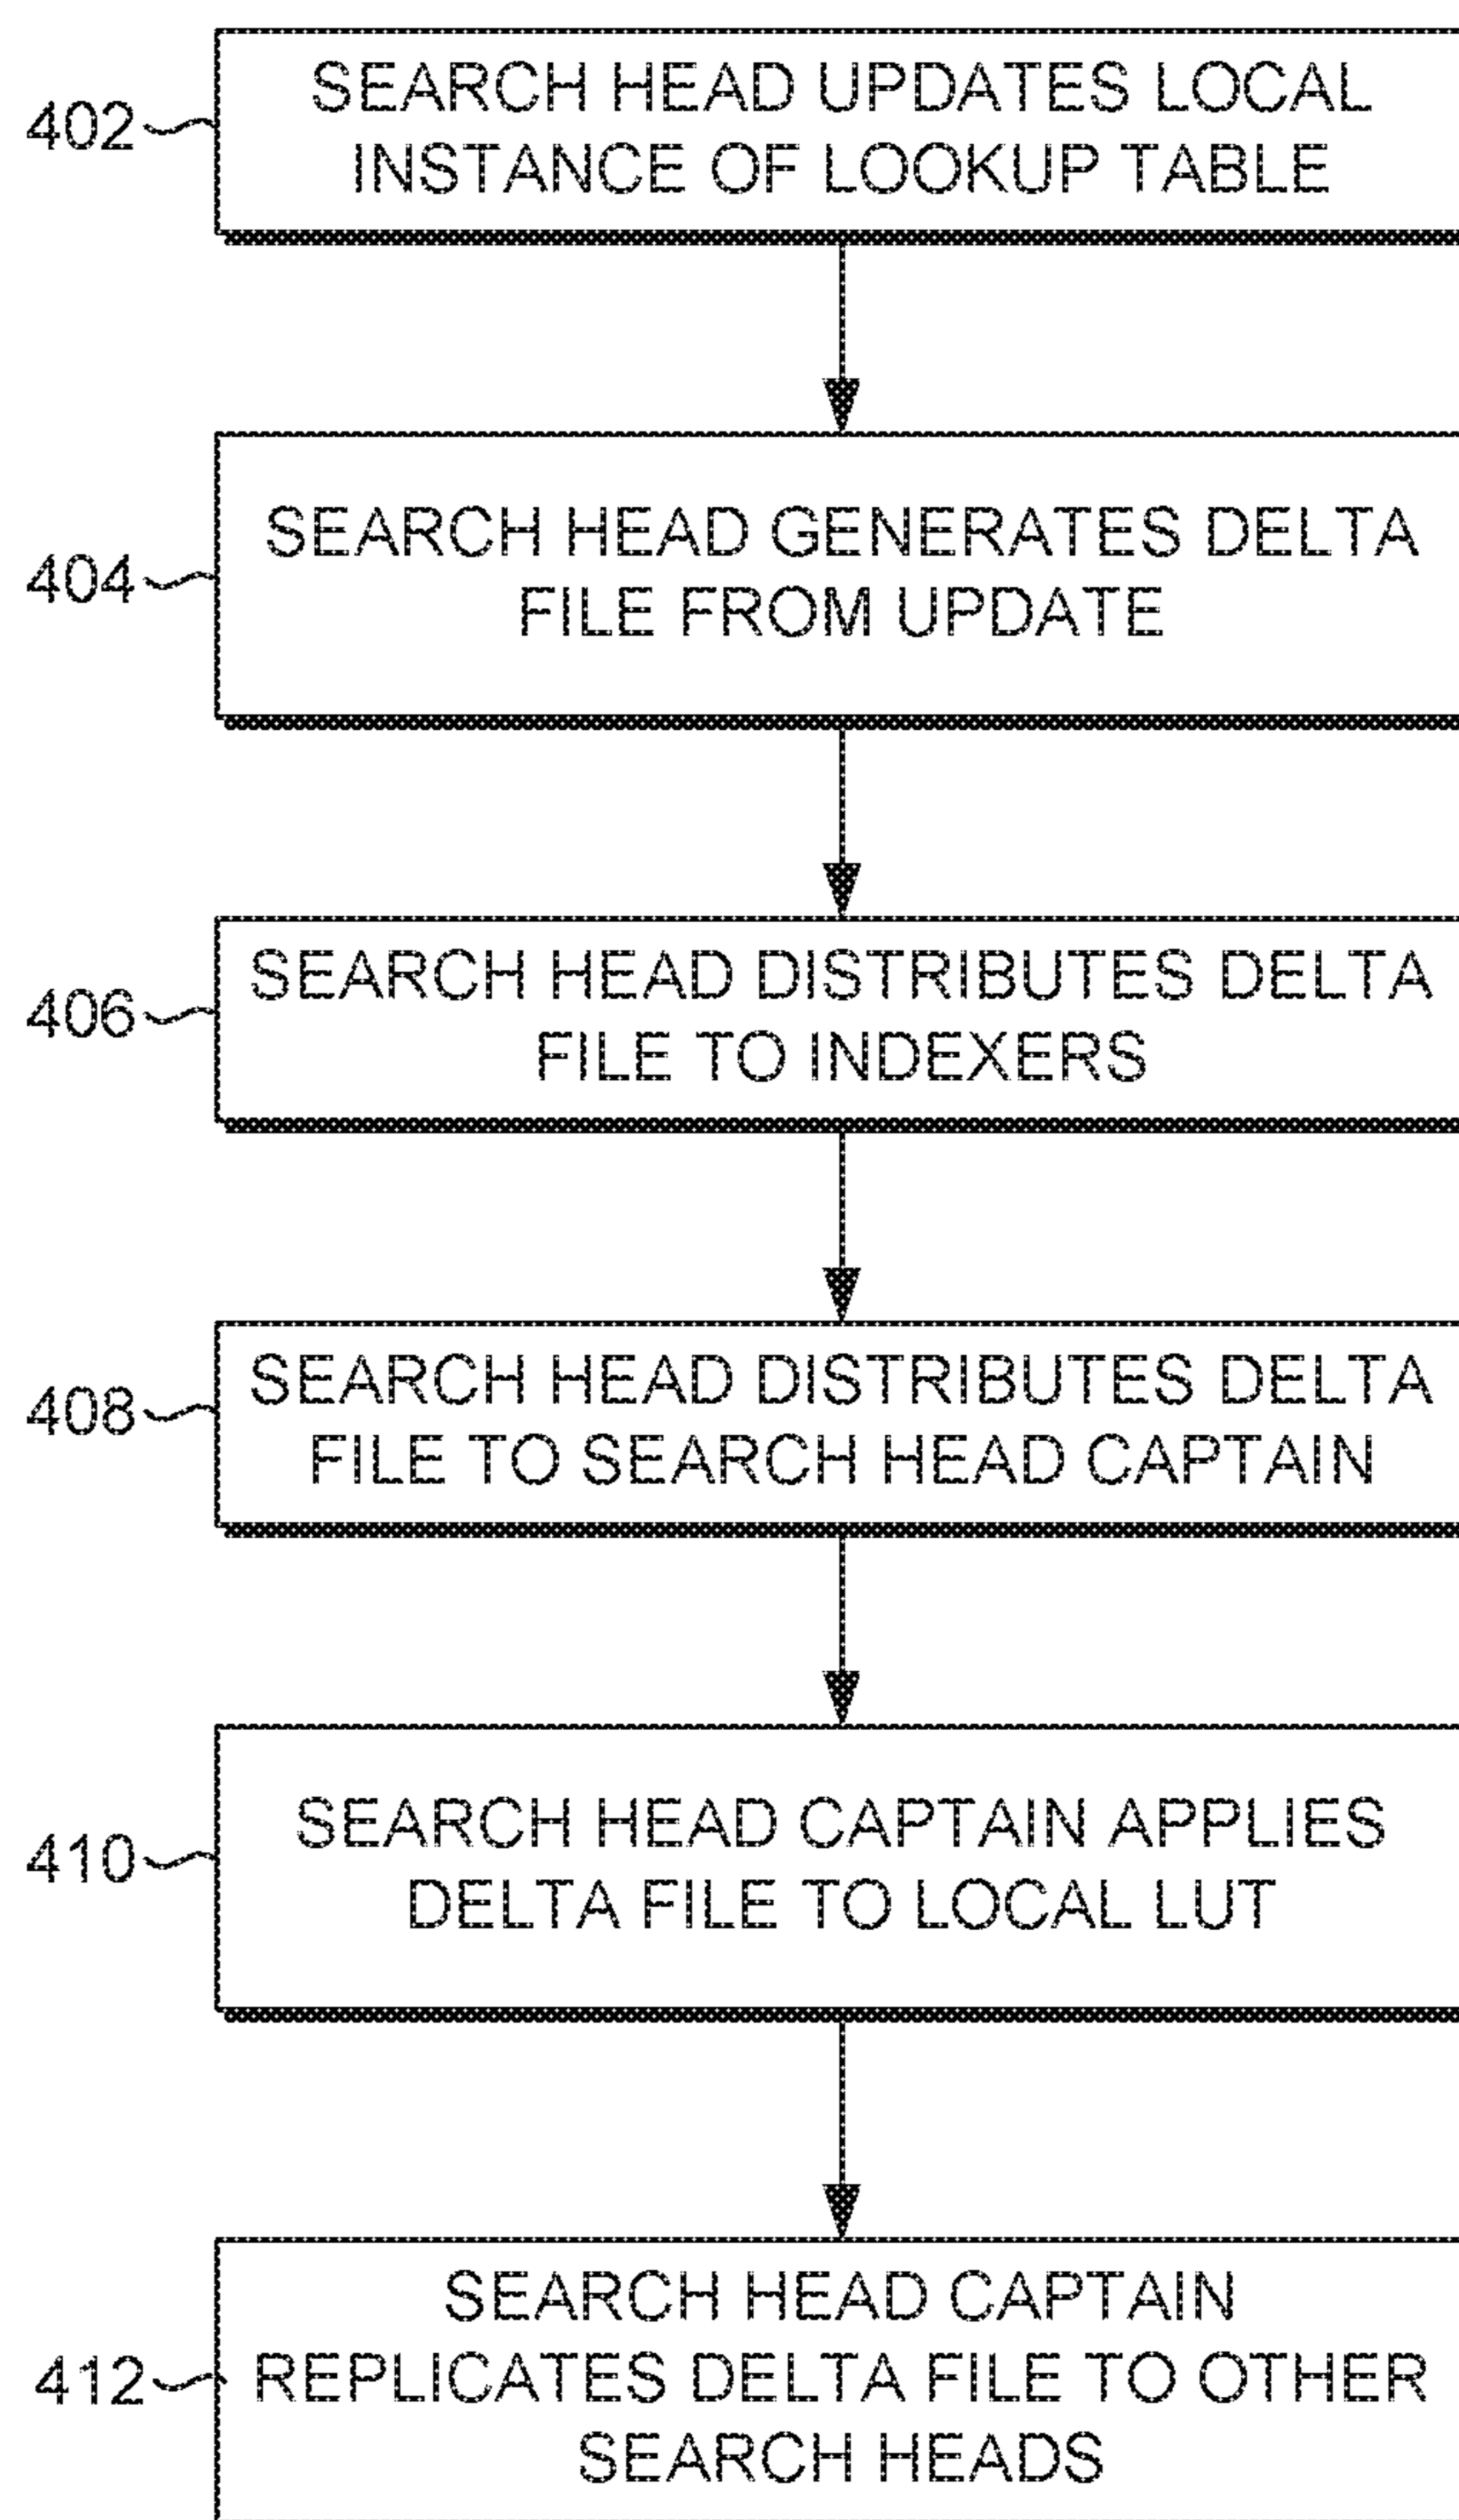 402
SEARCH HEAD UPDATES LOCAL
INSTANCE OF LOOKUP TABLE
404
SEARCH HEAD GENERATES DELTA
FILE FROM UPDATE
406
SEARCH HEAD DISTRIBUTES DELTA
FILE TO INDEXERS
408
SEARCH HEAD DISTRIBUTES DELTA
FILE TO SEARCH HEAD CAPTAIN
410
SEARCH HEAD CAPTAIN APPLIES
DELTA FILE TO LOCAL LUT
412
SEARCH HEAD CAPTAIN
REPLICATES DELTA FILE TO OTHER
SEARCH HEADS